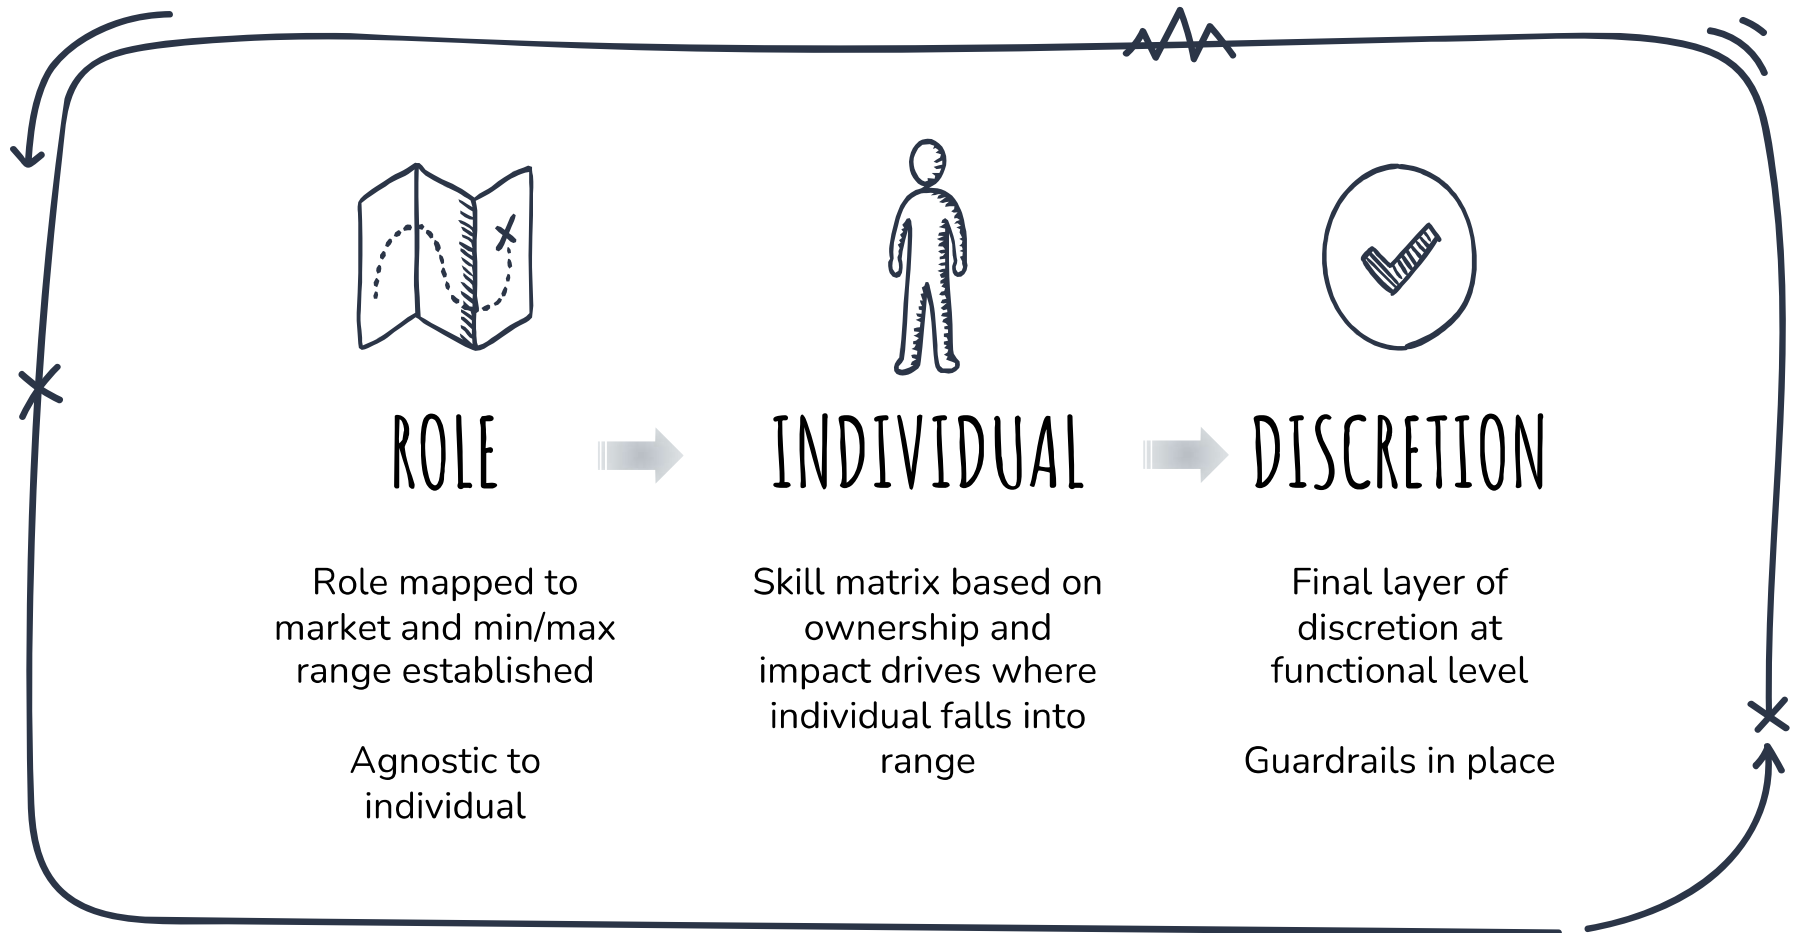 ROLE
Role mapped to
market and min/max
range established
Agnostic to
individual
INDIVIDUAL
Skill matrix based on
ownership and
impact drives where
individual falls into
range
DISCRETION
Final layer of
discretion at
functional level
Guardrails in place